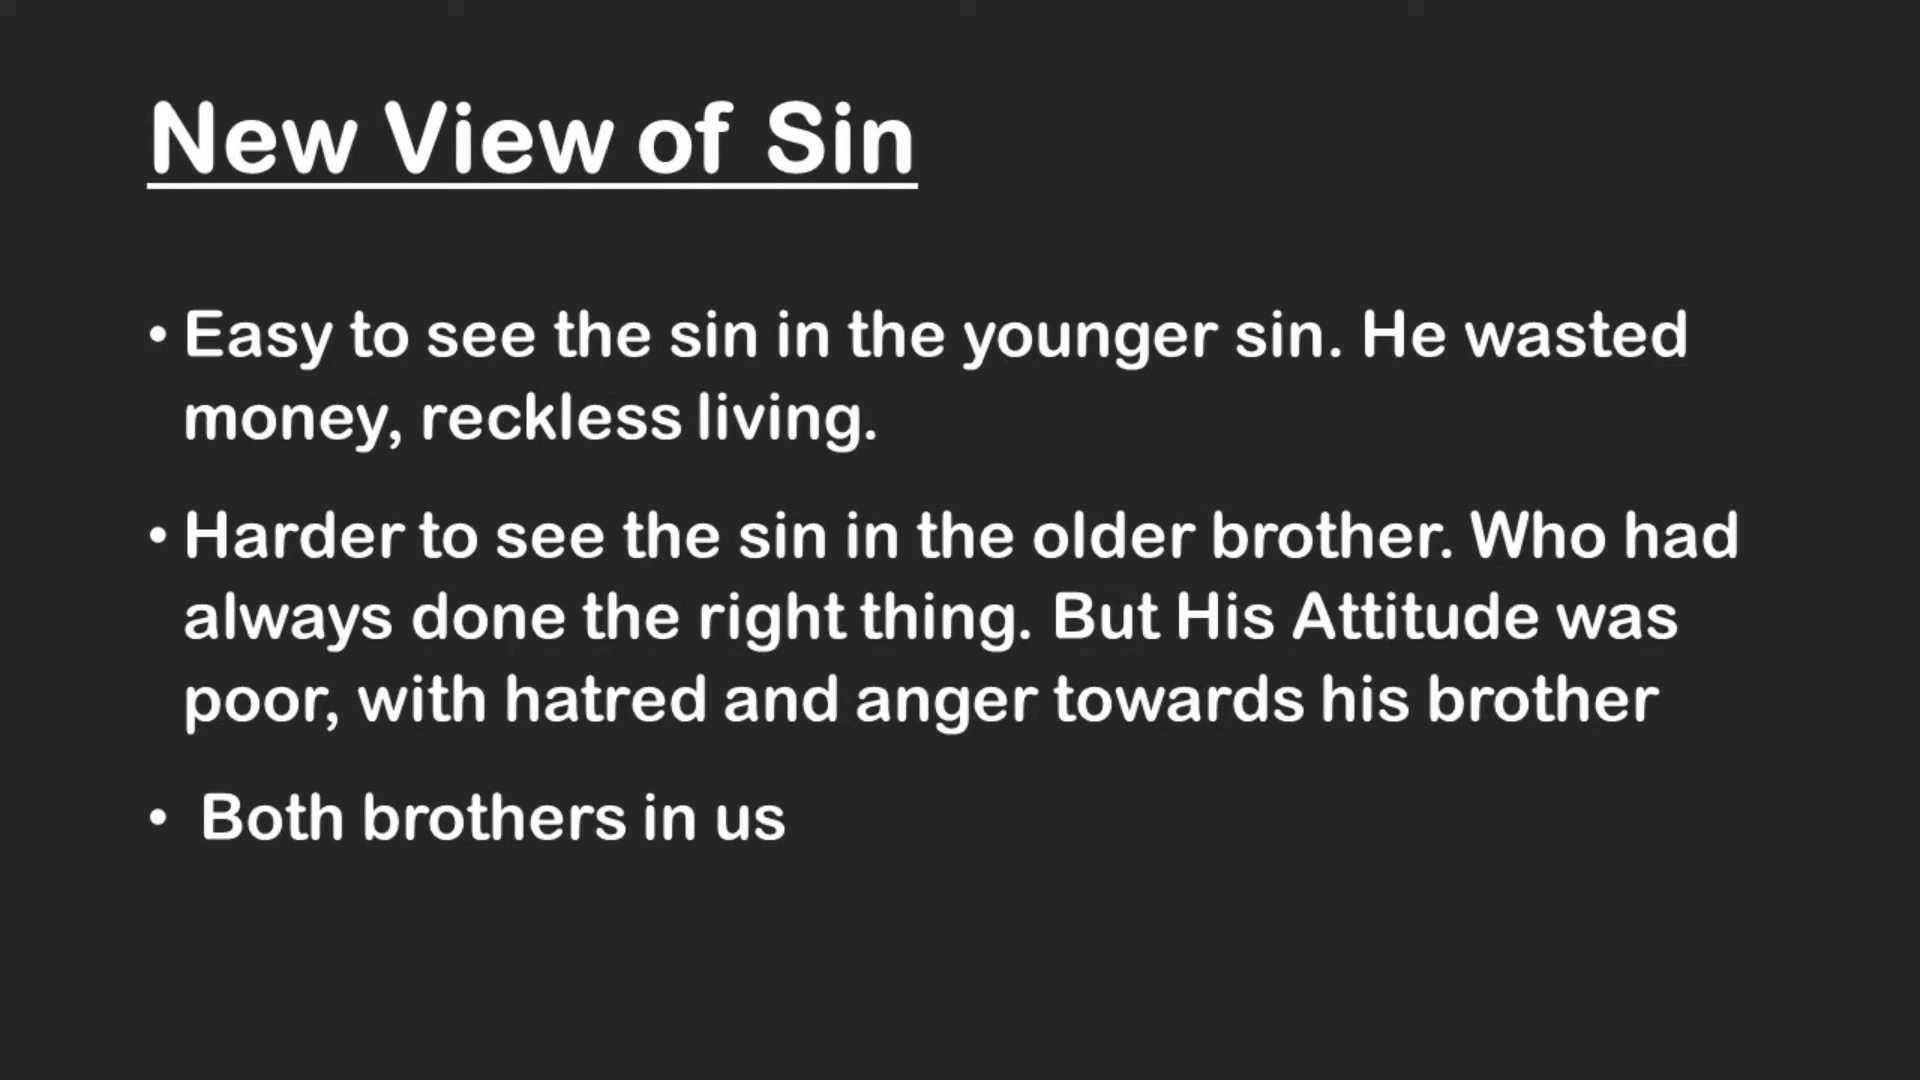 New View of Sin
• Easy to see the sin in the younger sin. He wasted
money, reckless living.
• Harder to see the sin in the older brother. Who had
always done the right thing. But His Attitude was
poor, with hatred and anger towards his brother
• Both brothers in us